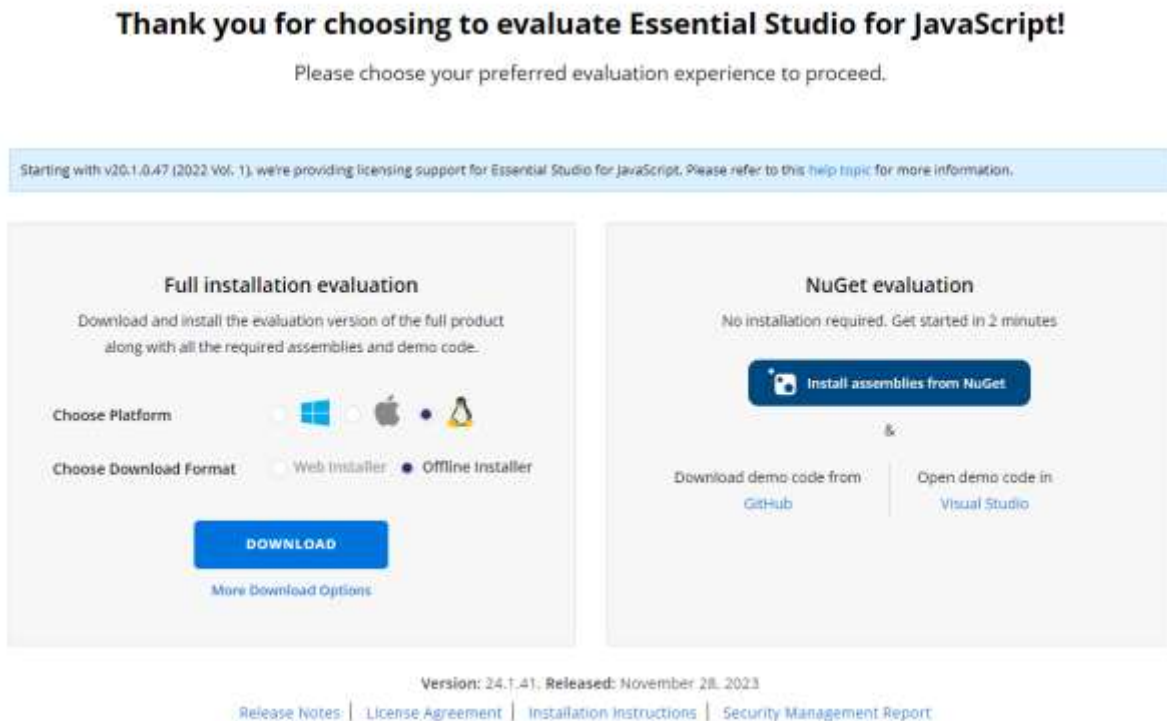 Thank you for choosing to evaluate Essential Studio for JavaScript!
Please choose your preferred evaluation experience to proceed.
Starting with v20.1.0.47 (2022 Vol. 1), we're providing licensing support for Essential Studio for JavaScript. Please refer to this help topic for more information.
Full installation evaluation
Download and install the evaluation version of the full product
along with all the required assemblies and demo code.
Choose Platform
Choose Download Format Web Installer Offline Installer
DOWNLOAD
More Download Options
NuGet evaluation
No installation required. Get started in 2 minutes
Install assemblies from NuGet
&
Download demo code from
GitHub
Open demo code in
Visual Studio
Version: 24.1.41. Released: November 28, 2023
Release Notes | License Agreement | Installation Instructions | Security Management Report